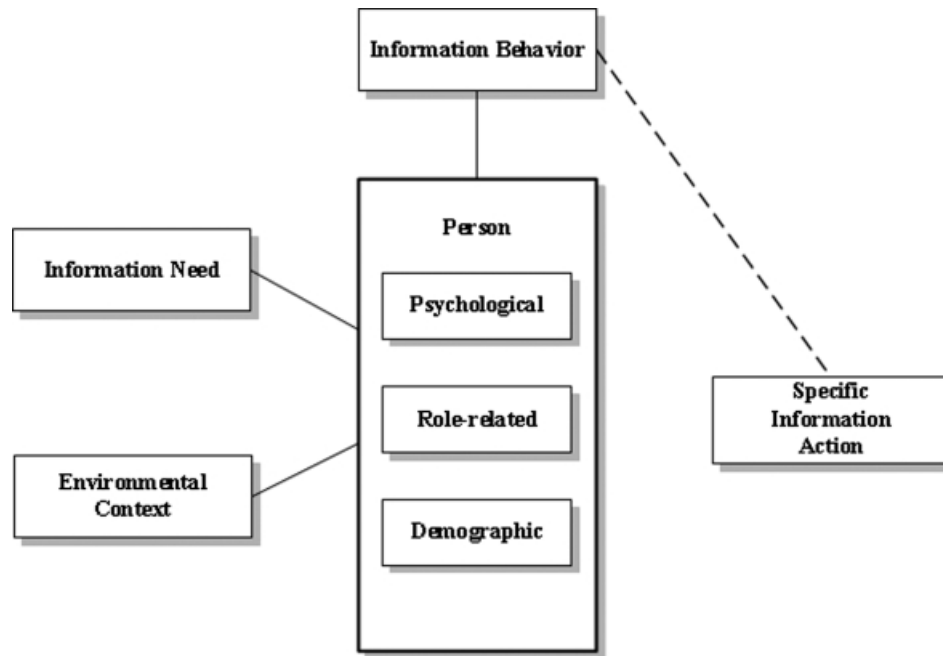 Information Behavior
Person
Information Need
Psychological
Role-related
Environmental
Context
Demographic
Specific
Information
Action